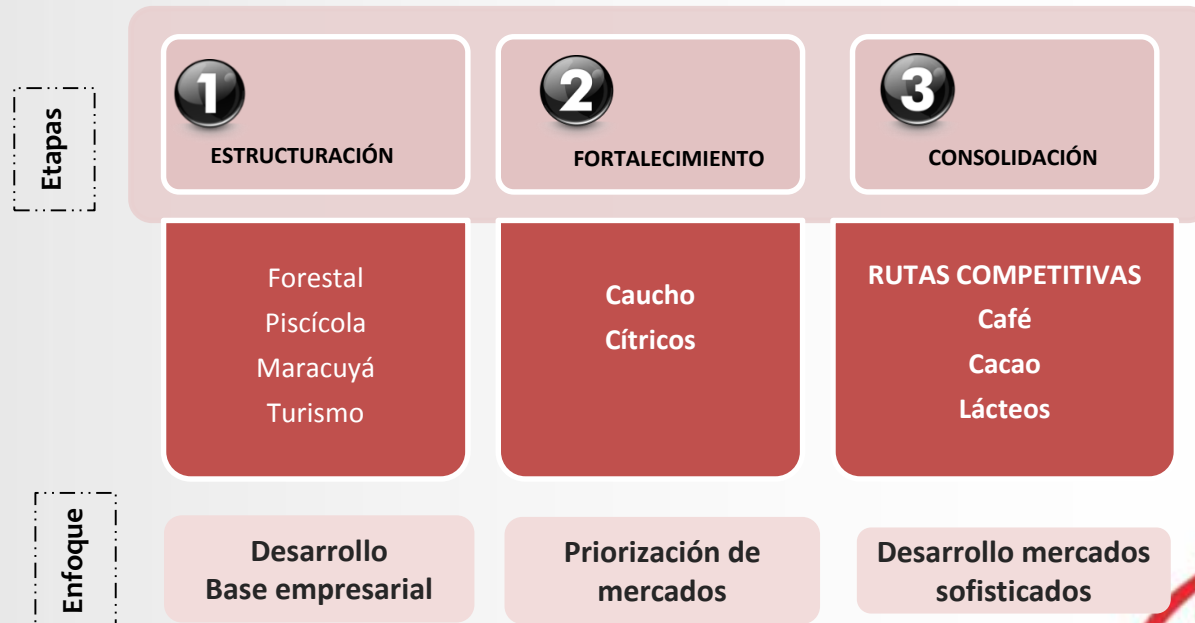 Etapas
1
ESTRUCTURACIÓN
2
FORTALECIMIENTO
3
CONSOLIDACIÓN
Forestal
Piscícola
Maracuyá
Turismo
Caucho
Cítricos
RUTAS COMPETITIVAS
Café
Cacao
Lácteos
Enfoque
Desarrollo
Base empresarial
Priorización de
mercados
Desarrollo mercados
sofisticados